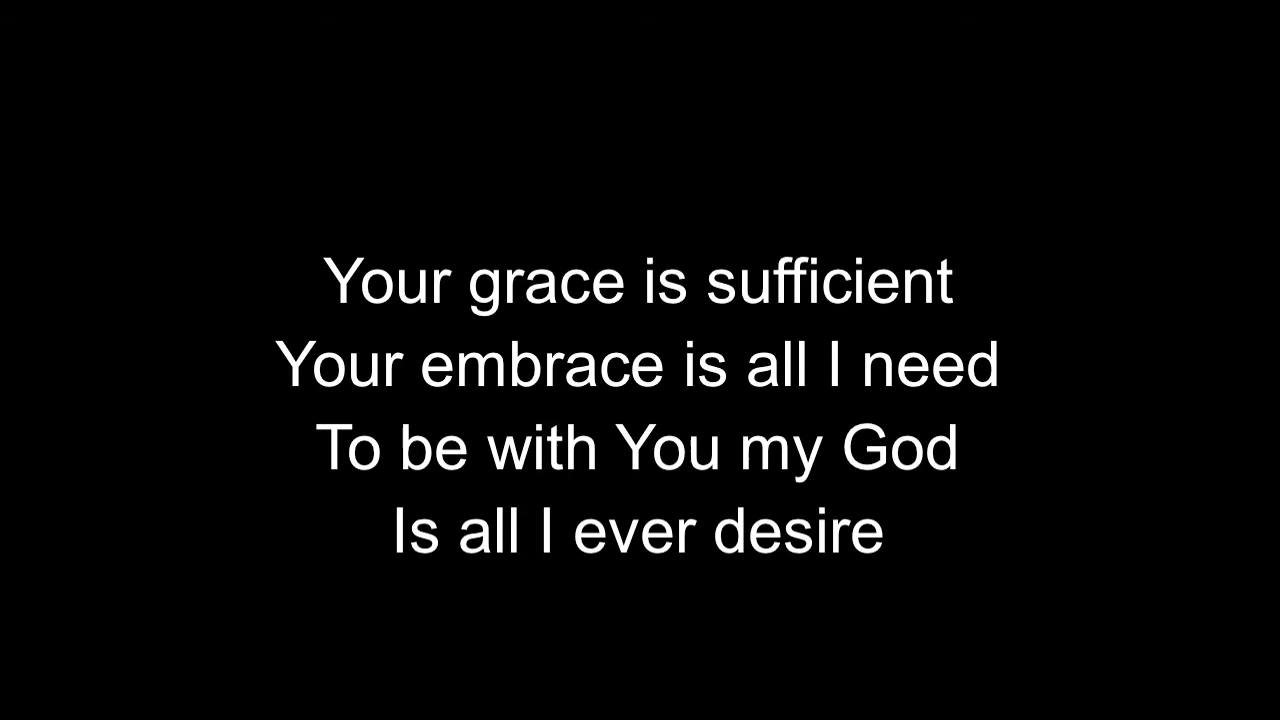 Your grace is sufficient
Your embrace is all I need
To be with You my God
Is all I ever desire